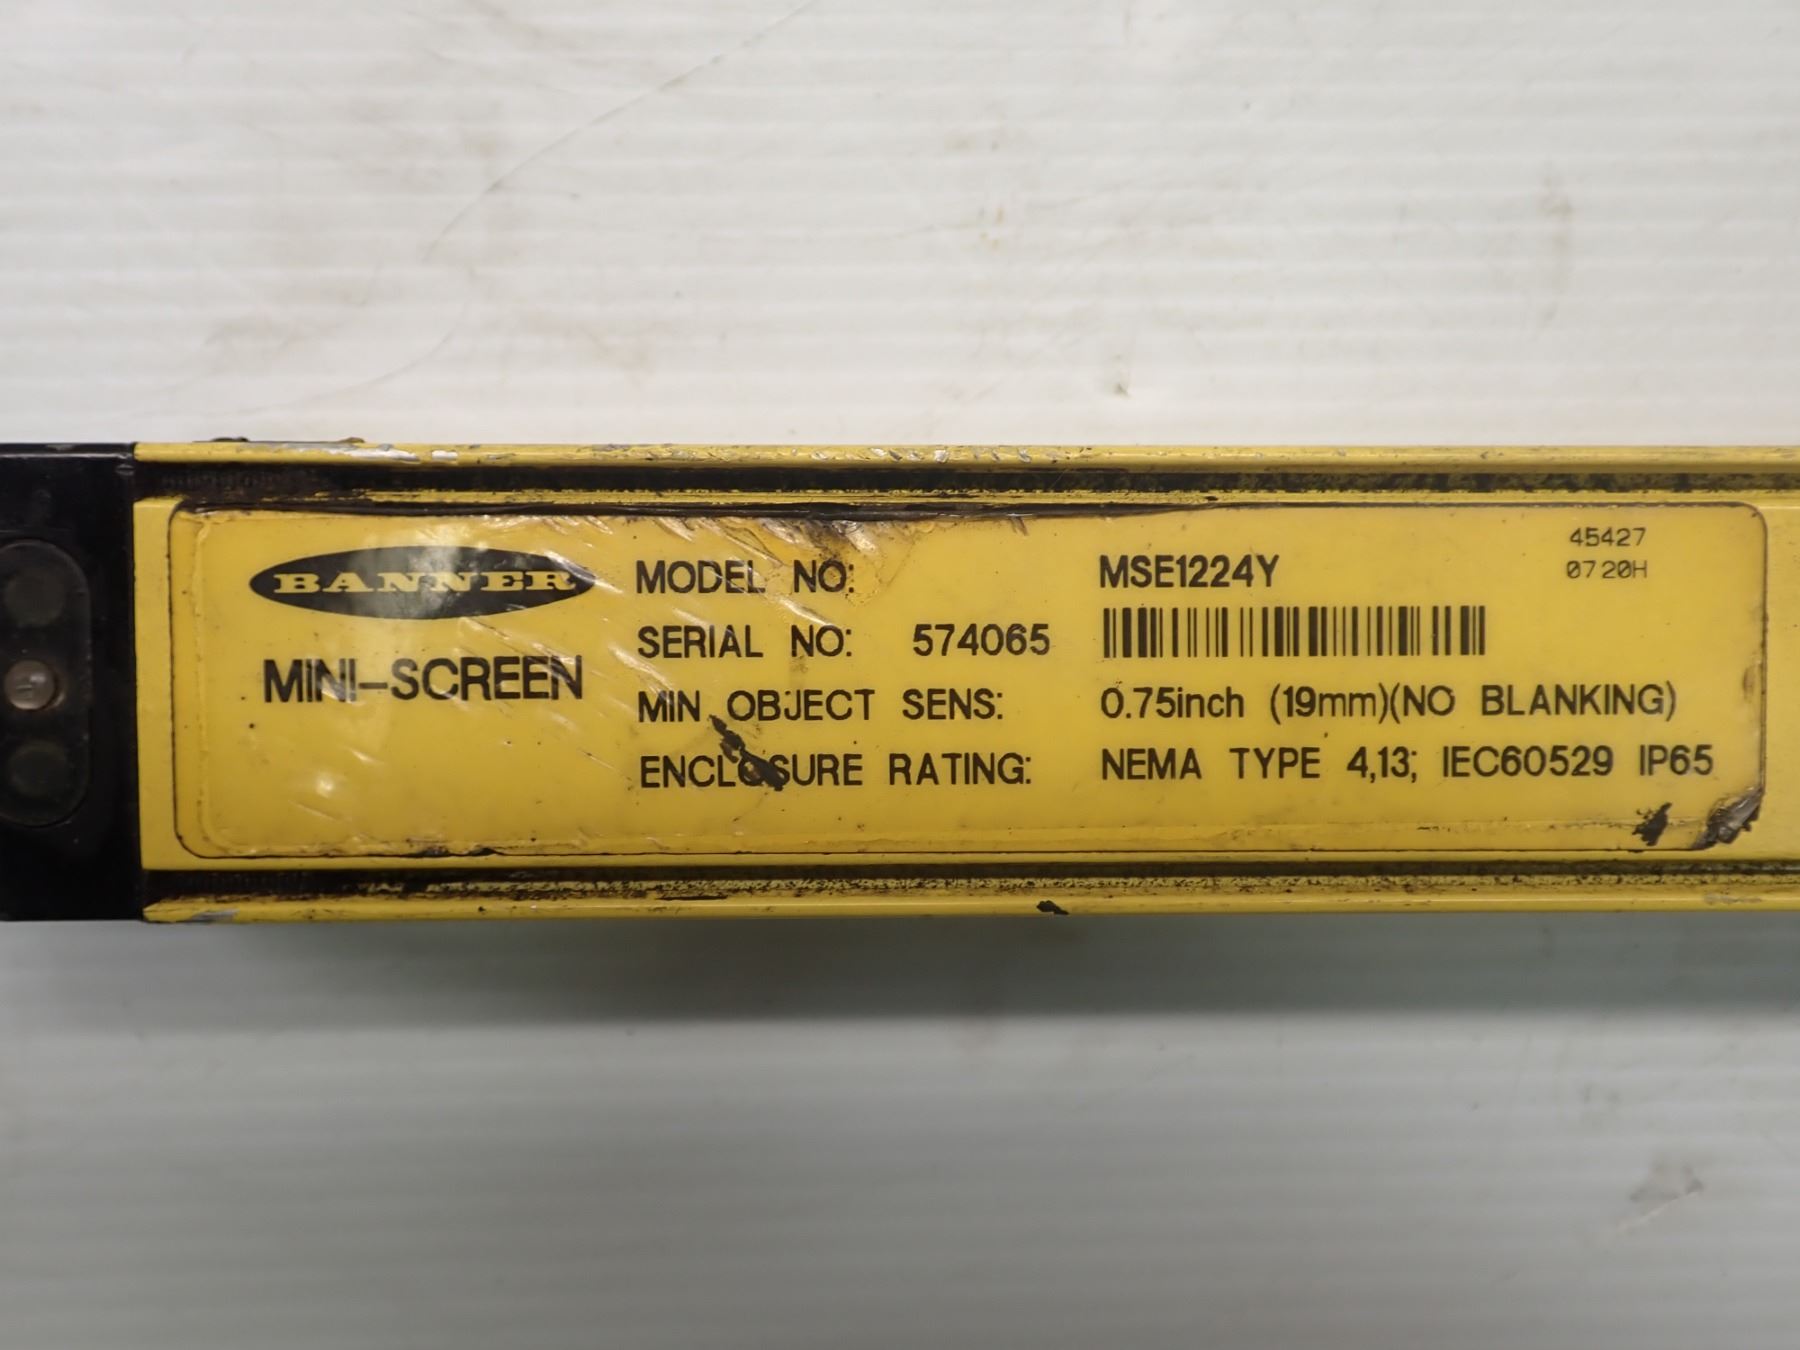 BANNER
MINI-SCREEN
MODEL NO: MSE1224Y
SERIAL NO: 574065
MIN OBJECT SENS: 0.75inch (19mm)(NO BLANKING)
ENCLOSURE RATING: NEMA TYPE 4,13; IEC60529 IP65
45427
0720H